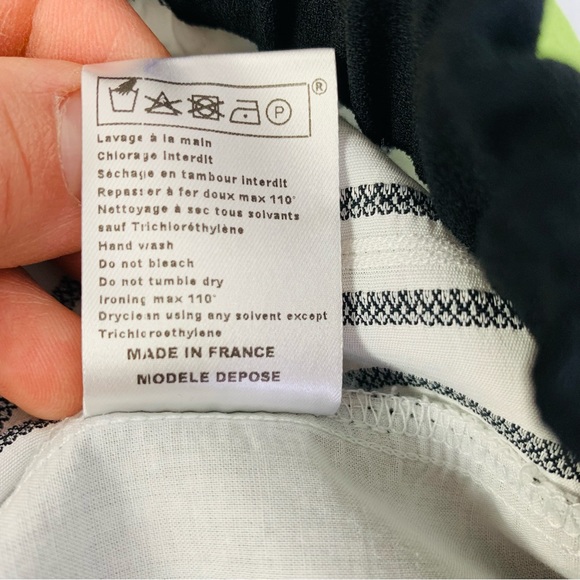 ®
P
Lavage à la main
Chlorage interdit
Séchage en tambour interdit
Repasser à fer doux max 110°
Nettoyage à sec tous solvants
sauf Trichloréthylène
Hand wash
Do not bleach
Do not tumble dry
Ironing max 110°
Dryclean using any solvent except
Trichloroethylene
MADE IN FRANCE
MODELE DEPOSE